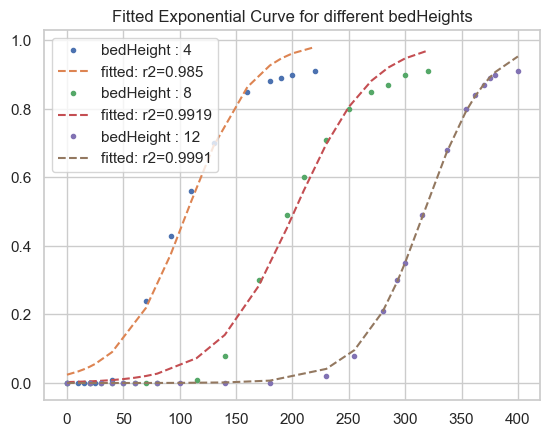 Fitted Exponential Curve for different bedHeights
1.0
0.8
0.6
0.4
0.2
0.0
bedHeight : 4
fitted: r2=0.985
bedHeight : 8
fitted: r2=0.9919
bedHeight : 12
fitted: r2=0.9991
0 50 100 150 200 250 300 350 400